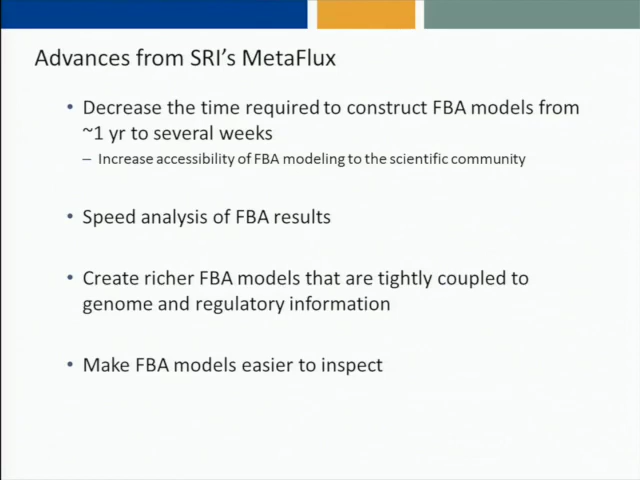 Advances from SRI's MetaFlux
• Decrease the time required to construct FBA models from
~1 yr to several weeks
– Increase accessibility of FBA modeling to the scientific community
• Speed analysis of FBA results
• Create richer FBA models that are tightly coupled to
genome and regulatory information
• Make FBA models easier to inspect